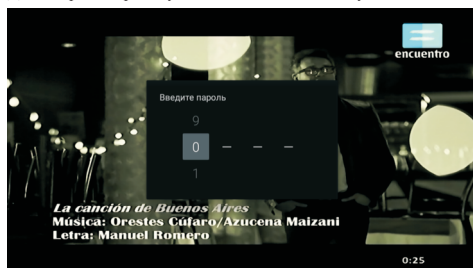 encuentro
Введите пароль
9
0 – – –
1
La canción de Buenos Aires
Música: Orestes Cúfaro/Azucena Maizani
Letra: Manuel Romero
0:25